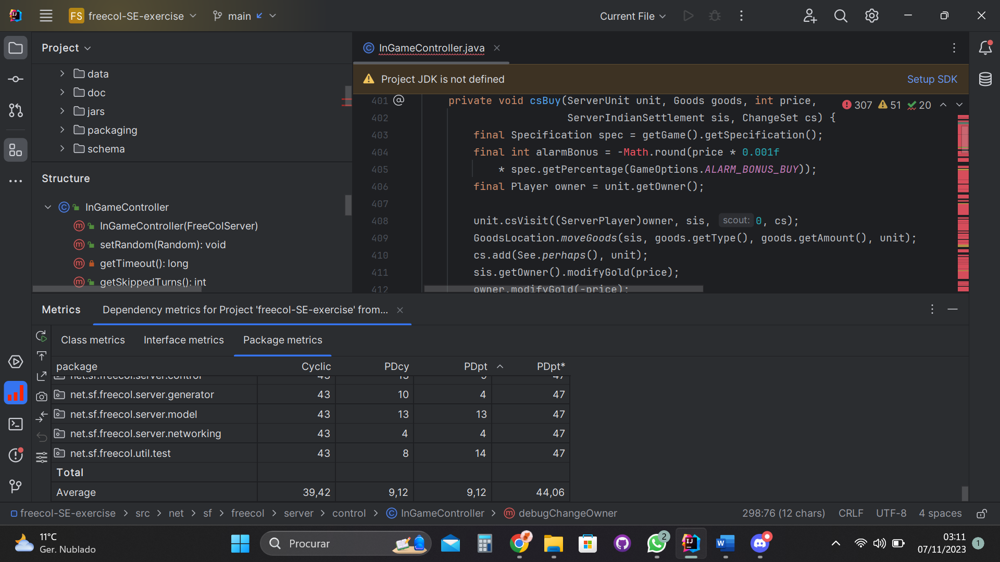 FS freecol-SE-exercise main Current File
Project
data
doc
jars
packaging
schema
Structure
InGameController
InGameController(FreeColServer)
setRandom(Random): void
getTimeout(): long
getSkippedTurns(): int
InGameController.java
Project JDK is not defined Setup SDK
307 51 20
401 private void csBuy(ServerUnit unit, Goods goods, int price,
402 ServerIndianSettlement sis, ChangeSet cs) {
403 final Specification spec = getGame().getSpecification();
404 final int alarmBonus = -Math.round(price * 0.001f
405 * spec.getPercentage(GameOptions.ALARM_BONUS_BUY));
406 final Player owner = unit.getOwner();
407
408 unit.csVisit((ServerPlayer)owner, sis, scout: 0, cs);
409 GoodsLocation.moveGoods(sis, goods.getType(), goods.getAmount(), unit);
410 cs.add(See.perhaps(), unit);
411 sis.getOwner().modifyGold(price);
412 owner.modifyGold(-price);
Metrics Dependency metrics for Project 'freecol-SE-exercise' from...
Class metrics Interface metrics Package metrics
package Cyclic PDcy PDpt PDpt*
net.sf.freecol.server.control 43 13 47
net.sf.freecol.server.generator 43 10 4 47
net.sf.freecol.server.model 43 13 13 47
net.sf.freecol.server.networking 43 4 4 47
net.sf.freecol.util.test 43 8 14 47
Total
Average 39,42 9,12 9,12 44,06
freecol-SE-exercise > src > net > sf > freecol > server > control > InGameController > debugChangeOwner 298:76 (12 chars) CRLF UTF-8 4 spaces
11°C
Ger. Nublado
Procurar
2
03:11
07/11/2023
1